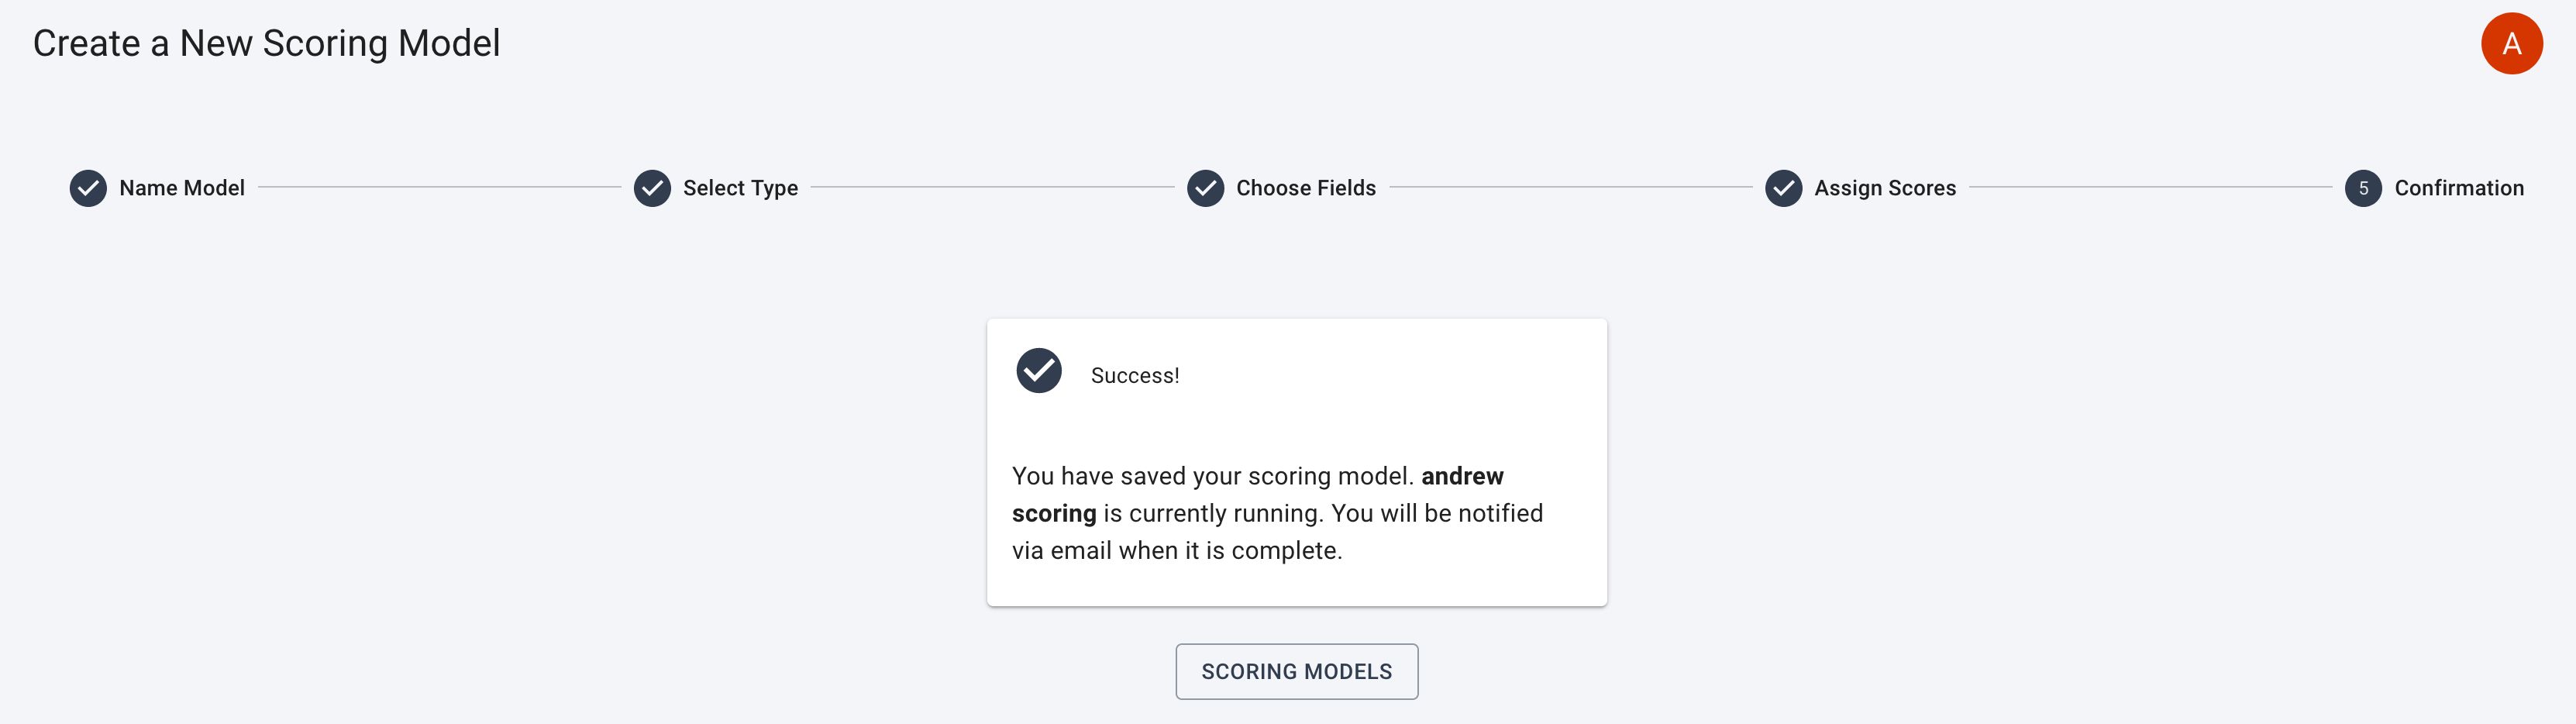 Create a New Scoring Model
A
Name Model
Select Type
Choose Fields
Assign Scores
5 Confirmation
Success!
You have saved your scoring model. andrew
scoring is currently running. You will be notified
via email when it is complete.
SCORING MODELS